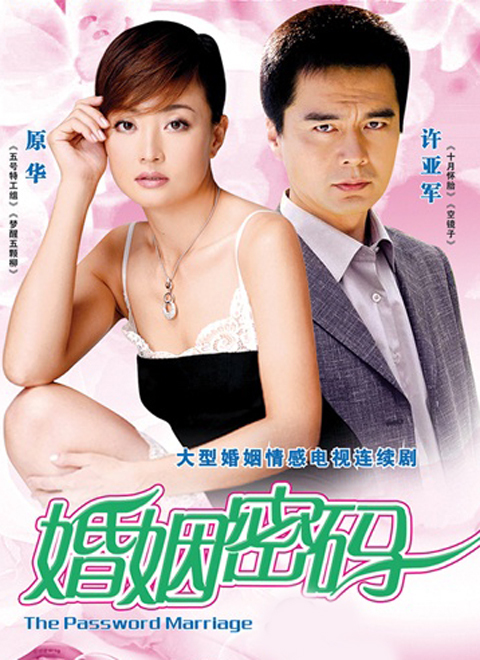 原华
《五号特工组》《梦醒五颗柳》
许亚军
《十月怀胎》《空镜子》
大型婚姻情感电视连续剧
婚姻密码
The Password Marriage